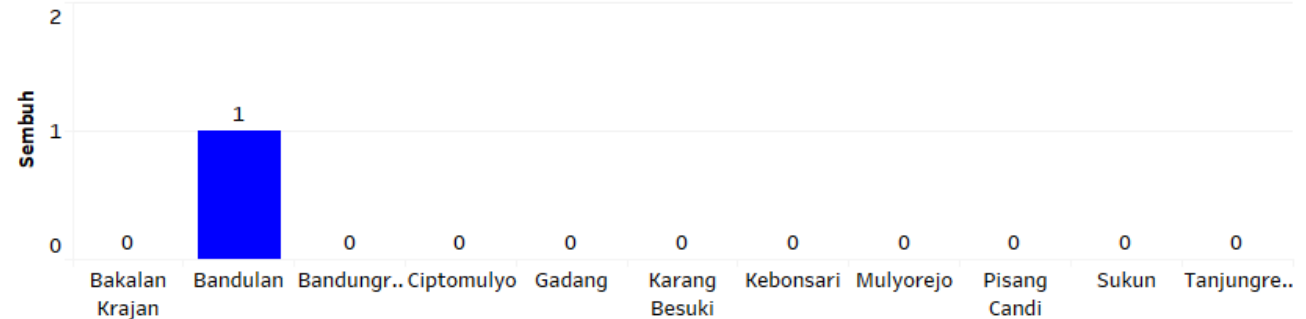 2
Sembuh
1
1
0
0 0 0 0 0 0 0 0 0 0
Bakalan Krajan
Bandulan
Bandungr..
Ciptomulyo
Gadang
Karang Besuki
Kebonsari
Mulyorejo
Pisang Candi
Sukun
Tanjungre..